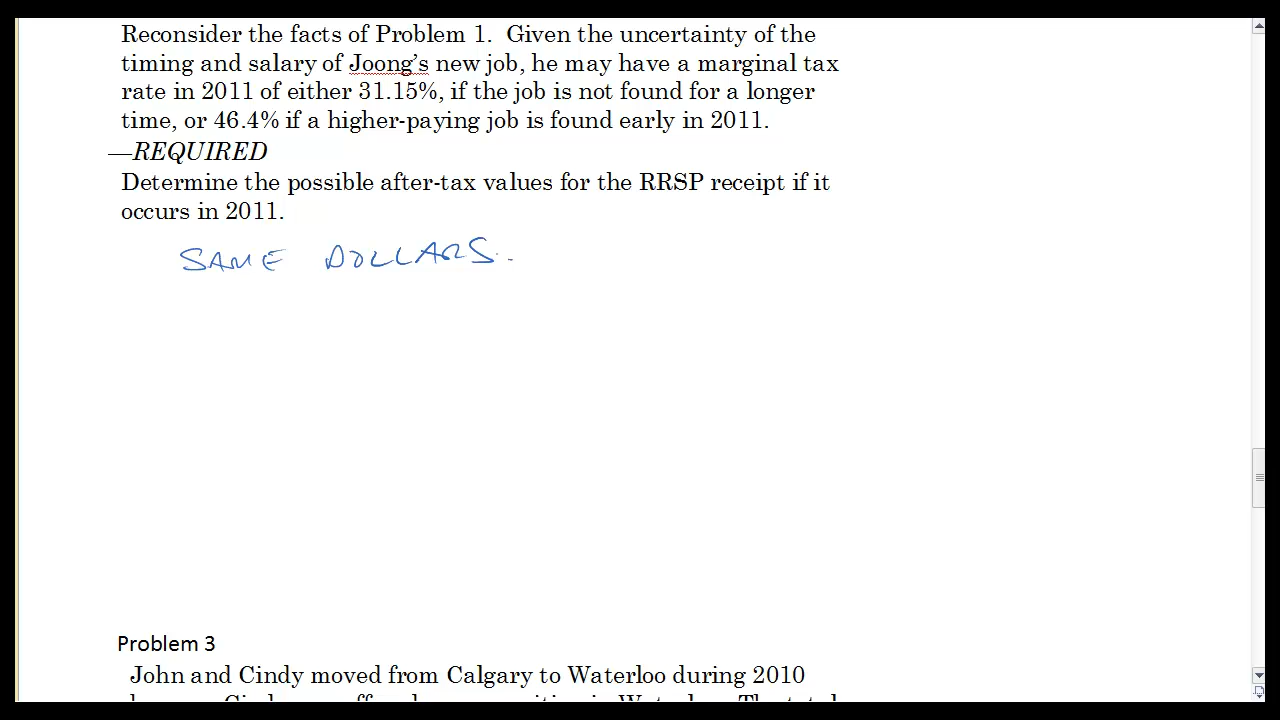 Reconsider the facts of Problem 1. Given the uncertainty of the
timing and salary of Joong's new job, he may have a marginal tax
rate in 2011 of either 31.15%, if the job is not found for a longer
time, or 46.4% if a higher-paying job is found early in 2011.
—REQUIRED
Determine the possible after-tax values for the RRSP receipt if it
occurs in 2011.
SAME DOLLARS.
Problem 3
John and Cindy moved from Calgary to Waterloo during 2010